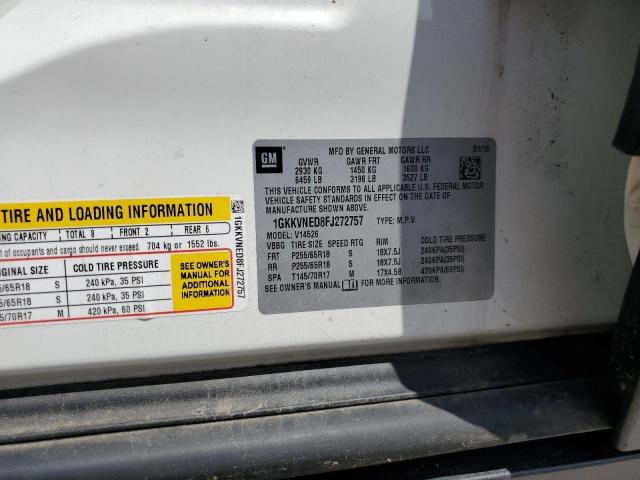 TIRE AND LOADING INFORMATION
CAPACITY TOTAL 8 FRONT 2 REAR 6
of occupants and cargo should never exceed 704 kg or 1552 lbs.
ORIGINAL SIZE COLD TIRE PRESSURE
/65R18 S 240 kPa, 35 PSI
/65R18 S 240 kPa, 35 PSI
/70R17 M 420 kPa, 60 PSI
SEE OWNER'S
MANUAL FOR
ADDITIONAL
INFORMATION
1GKKVNED8FJ272757
GM
MFD BY GENERAL MOTORS LLC 01/15
GVWR GAWR FRT GAWR RR
2930 KG 1450 KG 1600 KG
6459 LB 3196 LB 3527 LB
THIS VEHICLE CONFORMS TO ALL APPLICABLE U.S. FEDERAL MOTOR
VEHICLE SAFETY STANDARDS IN EFFECT ON THE DATE OF
MANUFACTURE SHOWN ABOVE.
1GKKVNED8FJ272757 TYPE: M.P.V.
MODEL: V14526
VBBG TIRE SIZE SPEED RTG RIM COLD TIRE PRESSURE
FRT P255/65R18 S 18X7.5J 240KPA(35PSI)
RR P255/65R18 S 18X7.5J 240KPA(35PSI)
SPA T145/70R17 M 17X4.5B 420KPA(60PSI)
SEE OWNER'S MANUAL FOR ADDITIONAL INFORMATION.